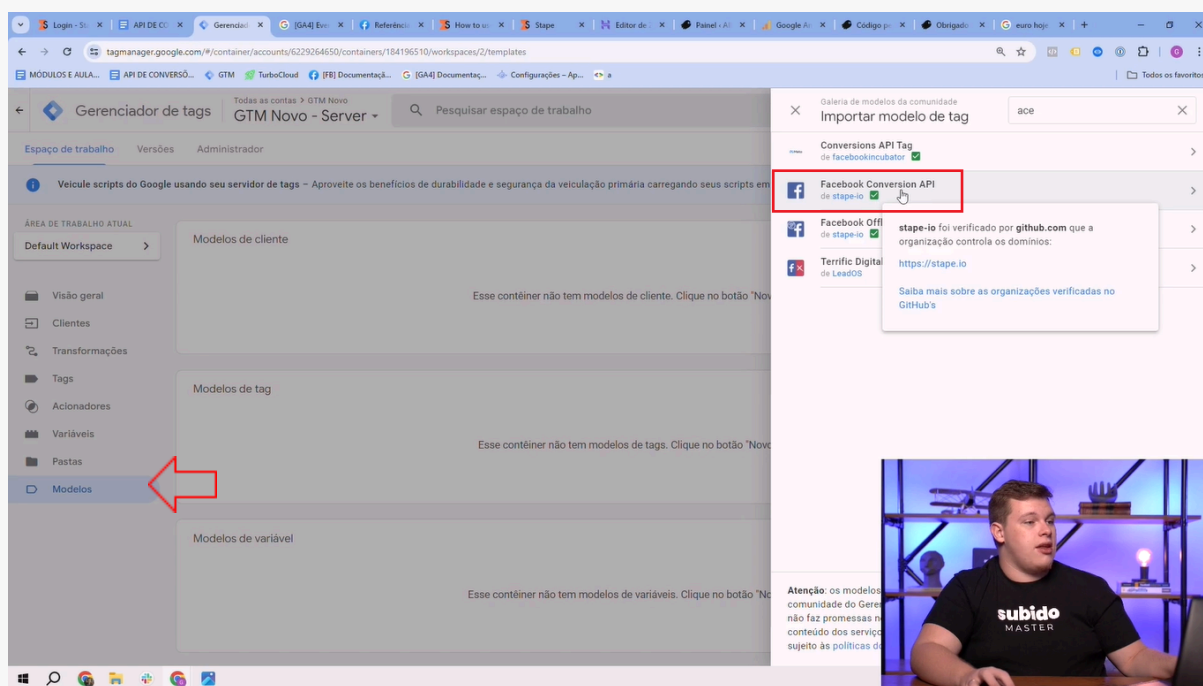 Login - St
API DE CO
Gerenciad
[GA4] Eve
Referência
How to us
Stape
Editor de
Painel ‹ A
Google A
Código p
Obrigado
euro hoje
tagmanager.google.com/#/container/accounts/6229264650/containers/184196510/workspaces/2/templates
MÓDULOS E AULA...
API DE CONVERSÕ...
GTM
TurboCloud
[FB] Documentaçã...
[GA4] Documentaç...
Configurações – Ap...
a
Todos os favoritos
Gerenciador de tags
Todas as contas > GTM Novo
GTM Novo - Server
Pesquisar espaço de trabalho
Espaço de trabalho
Versões
Administrador
Veicule scripts do Google usando seu servidor de tags – Aproveite os benefícios de durabilidade e segurança da veiculação primária carregando seus scripts em
ÁREA DE TRABALHO ATUAL
Default Workspace
Visão geral
Clientes
Transformações
Tags
Acionadores
Variáveis
Pastas
Modelos
Modelos de cliente
Esse contêiner não tem modelos de cliente. Clique no botão "Nov
Modelos de tag
Esse contêiner não tem modelos de tags. Clique no botão "Novo
Modelos de variável
Esse contêiner não tem modelos de variáveis. Clique no botão "No
Galeria de modelos da comunidade
Importar modelo de tag
ace
Conversions API Tag
de facebookincubator
Facebook Conversion API
de stape-io
Facebook Offl
de stape-io
Terrific Digital
de LeadOS
stape-io foi verificado por github.com que a
organização controla os domínios:
https://stape.io
Saiba mais sobre as organizações verificadas no
GitHub's
Atenção: os modelos
comunidade do Geren
não faz promessas n
conteúdo dos serviço
sujeito às políticas do
subido
MASTER